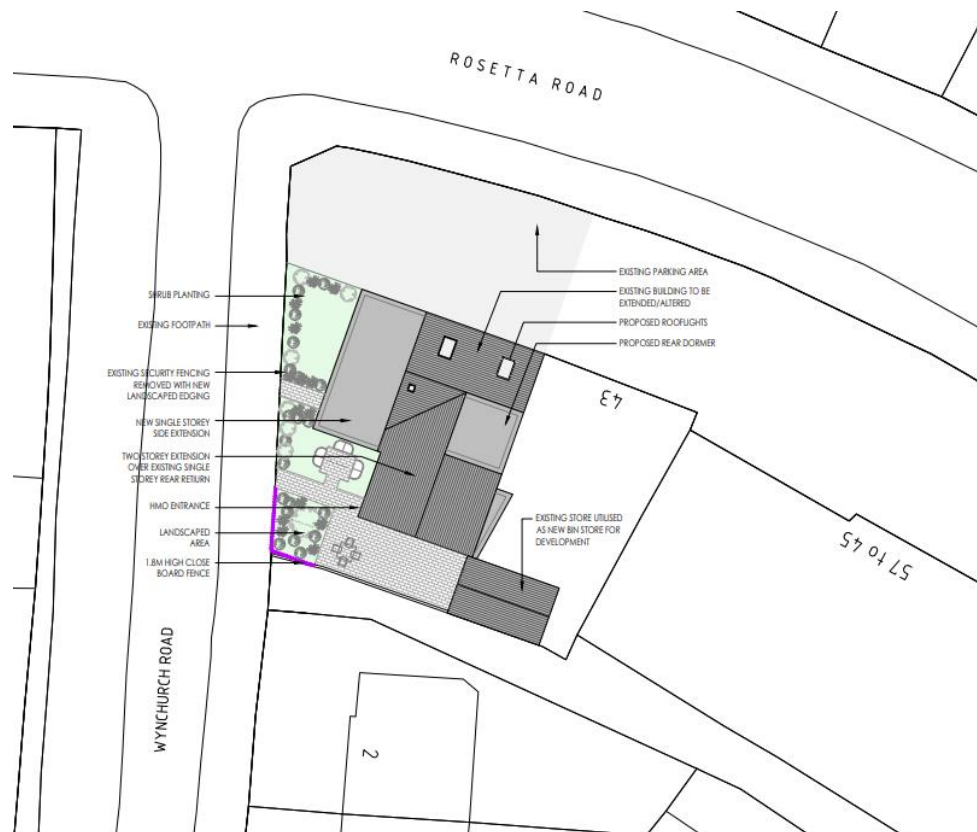 ROSETTA ROAD
EXISTING PARKING AREA
EXISTING BUILDING TO BE
EXTENDED/ALTERED
PROPOSED ROOFLIGHTS
PROPOSED REAR DORMER
SHRUB PLANTING
EXISTING FOOTPATH
EXISTING SECURITY FENCING
REMOVED WITH NEW
LANDSCAPED EDGING
NEW SINGLE STOREY
SIDE EXTENSION
TWO STOREY EXTENSION
OVER EXISTING SINGLE
STOREY REAR RETIURN
HMO ENTRANCE
LANDSCAPED
AREA
1.8M HIGH CLOSE
BOARD FENCE
43
EXISTING STORE UTILISED
AS NEW BIN STORE FOR
DEVELOPMENT
57 to 45
WYNCHURCH ROAD
2